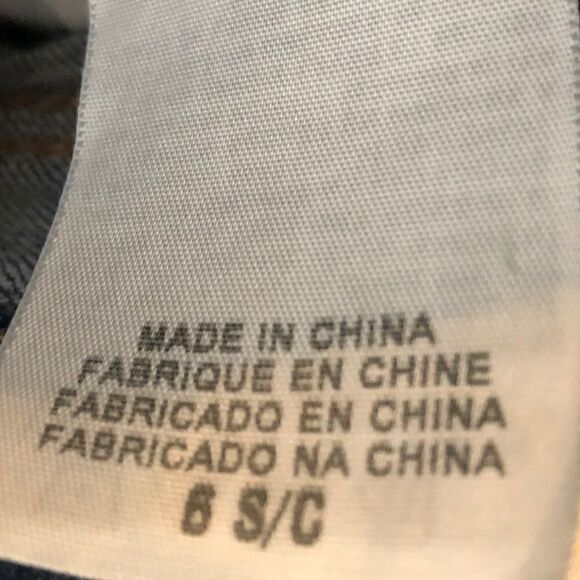 MADE IN CHINA
FABRIQUE EN CHINE
FABRICADO EN CHINA
FABRICADO NA CHINA
6 S/C